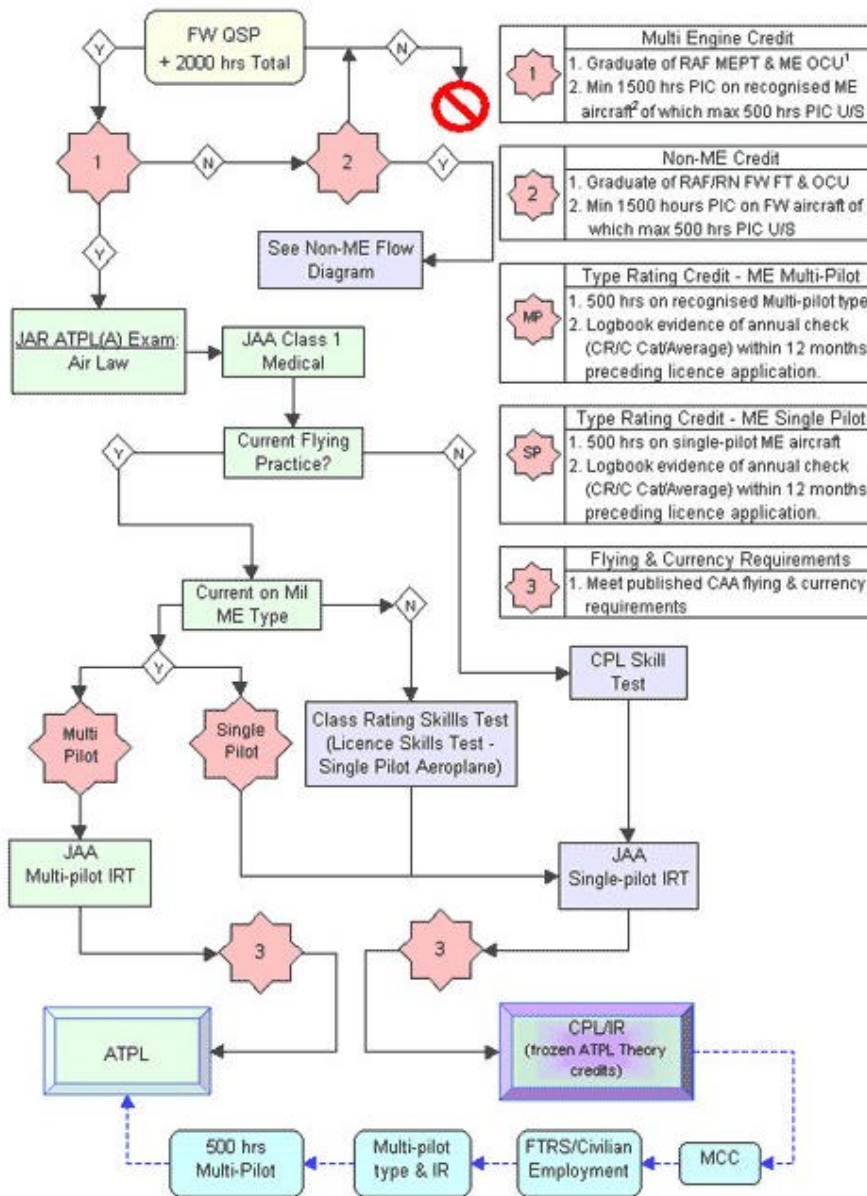 FW QSP
+ 2000 hrs Total
Y
N
1
N
2
Y
Y
See Non-ME Flow
Diagram
JAR ATPL(A) Exam:
Air Law
JAA Class 1
Medical
Current Flying
Practice?
Y
N
Current on Mil
ME Type
N
Y
Multi
Pilot
Single
Pilot
Class Rating Skillls Test
(Licence Skills Test -
Single Pilot Aeroplane)
CPL Skill
Test
JAA
Multi-pilot IRT
JAA
Single-pilot IRT
3
3
ATPL
CPL/IR
(frozen ATPL Theory
credits)
500 hrs
Multi-Pilot
Multi-pilot
type & IR
FTRS/Civilian
Employment
MCC
Multi Engine Credit
1
1. Graduate of RAF MEPT & ME OCU¹
2. Min 1500 hrs PIC on recognised ME
aircraft² of which max 500 hrs PIC U/S
Non-ME Credit
2
1. Graduate of RAF/RN FW FT & OCU
2. Min 1500 hours PIC on FW aircraft of
which max 500 hrs PIC U/S
Type Rating Credit - ME Multi-Pilot
MP
1. 500 hrs on recognised Multi-pilot type
2. Logbook evidence of annual check
(CR/C Cat/Average) within 12 months
preceding licence application.
Type Rating Credit - ME Single Pilot
SP
1. 500 hrs on single-pilot ME aircraft
2. Logbook evidence of annual check
(CR/C Cat/Average) within 12 months
preceding licence application.
Flying & Currency Requirements
3
1. Meet published CAA flying & currency
requirements